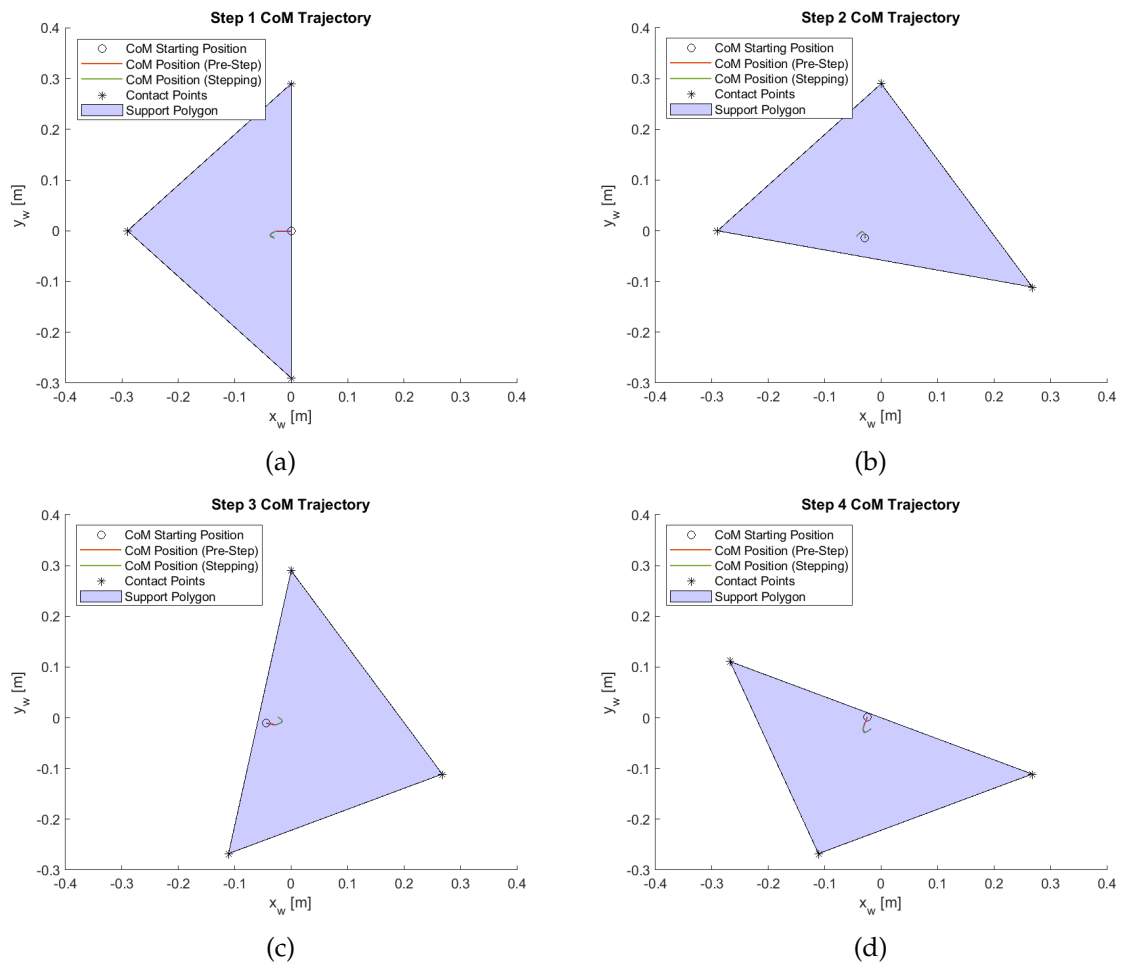 Step 1 CoM Trajectory
0.4
0.3
0.2
0.1
0
-0.1
-0.2
-0.3
y_w [m]
CoM Starting Position
CoM Position (Pre-Step)
CoM Position (Stepping)
Contact Points
Support Polygon
-0.4 -0.3 -0.2 -0.1 0 0.1 0.2 0.3 0.4
x_w [m]
(a)
Step 2 CoM Trajectory
0.4
0.3
0.2
0.1
0
-0.1
-0.2
-0.3
y_w [m]
CoM Starting Position
CoM Position (Pre-Step)
CoM Position (Stepping)
Contact Points
Support Polygon
-0.4 -0.3 -0.2 -0.1 0 0.1 0.2 0.3 0.4
x_w [m]
(b)
Step 3 CoM Trajectory
0.4
0.3
0.2
0.1
0
-0.1
-0.2
-0.3
y_w [m]
CoM Starting Position
CoM Position (Pre-Step)
CoM Position (Stepping)
Contact Points
Support Polygon
-0.4 -0.3 -0.2 -0.1 0 0.1 0.2 0.3 0.4
x_w [m]
(c)
Step 4 CoM Trajectory
0.4
0.3
0.2
0.1
0
-0.1
-0.2
-0.3
y_w [m]
CoM Starting Position
CoM Position (Pre-Step)
CoM Position (Stepping)
Contact Points
Support Polygon
-0.4 -0.3 -0.2 -0.1 0 0.1 0.2 0.3 0.4
x_w [m]
(d)